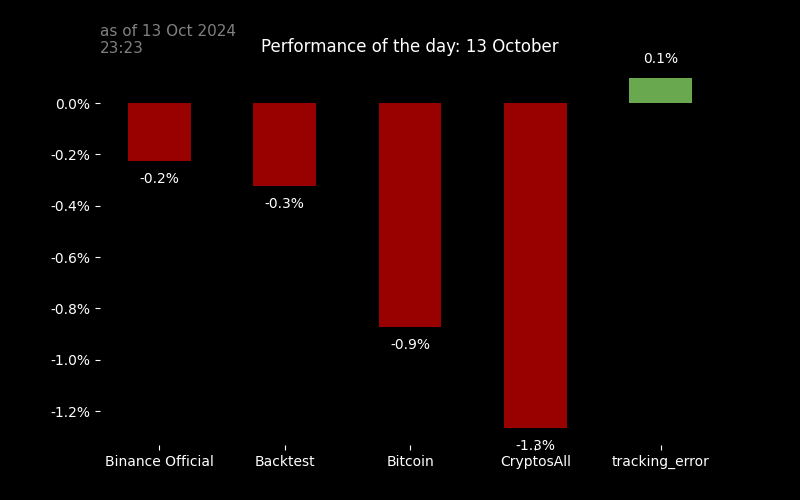 as of 13 Oct 2024
23:23
Performance of the day: 13 October
0.1%
0.0%
-0.2%
-0.4%
-0.6%
-0.8%
-1.0%
-1.2%
-0.2%
-0.3%
-0.9%
-1.3%
Binance Official
Backtest
Bitcoin
CryptosAll
tracking_error